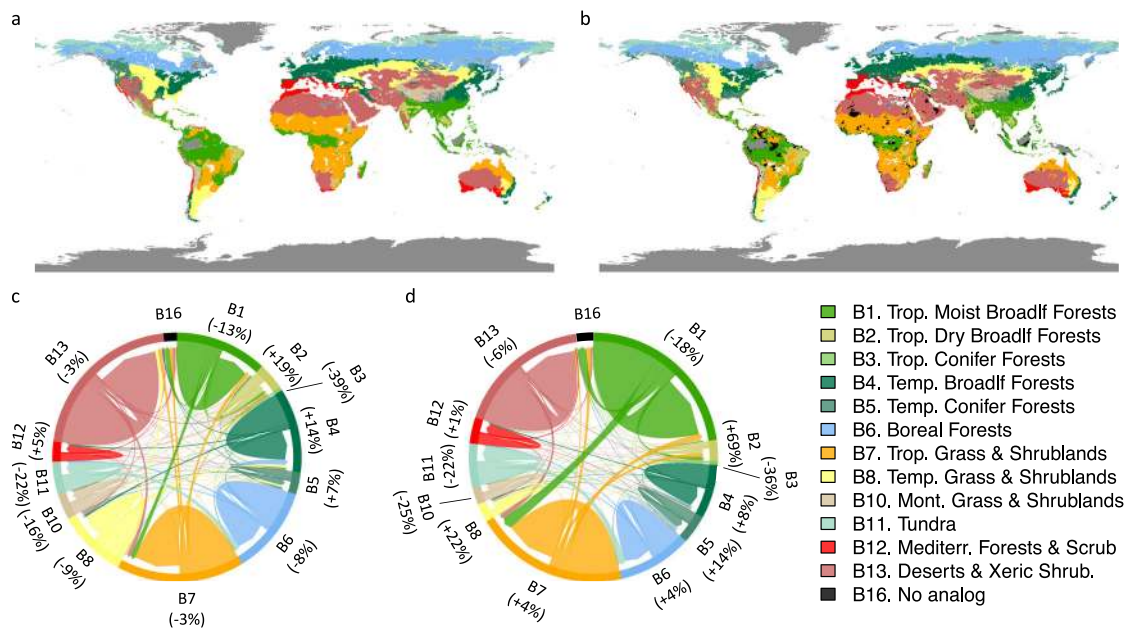 a
b
c
B16
B1
(-13%)
B2
(+19%)
B3
(-39%)
B4
(+14%)
B5
(+7%)
B6
(-8%)
B7
(-3%)
B8
(-9%)
B10
(-16%)
B11
(-22%)
B12
(+5%)
B13
(-3%)
d
B16
B1
(-18%)
B2
(+69%)
B3
(-36%)
B4
(+8%)
B5
(+14%)
B6
(+4%)
B7
(+4%)
B8
(+22%)
B10
(-25%)
B11
(-22%)
B12
(+1%)
B13
(-6%)
B1. Trop. Moist Broadlf Forests
B2. Trop. Dry Broadlf Forests
B3. Trop. Conifer Forests
B4. Temp. Broadlf Forests
B5. Temp. Conifer Forests
B6. Boreal Forests
B7. Trop. Grass & Shrublands
B8. Temp. Grass & Shrublands
B10. Mont. Grass & Shrublands
B11. Tundra
B12. Mediterr. Forests & Scrub
B13. Deserts & Xeric Shrub.
B16. No analog